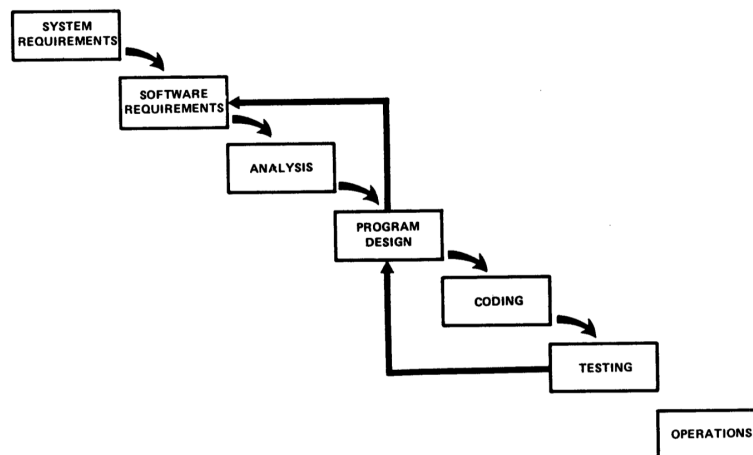 SYSTEM
REQUIREMENTS
SOFTWARE
REQUIREMENTS
ANALYSIS
PROGRAM
DESIGN
CODING
TESTING
OPERATIONS